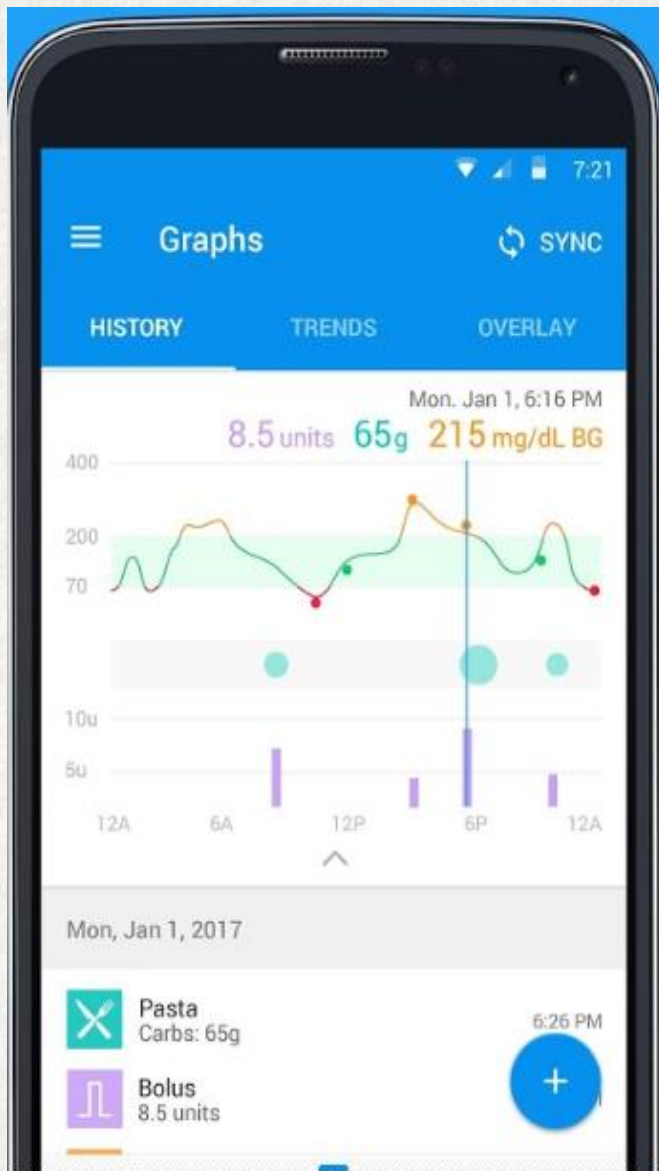 7:21
Graphs
SYNC
HISTORY TRENDS OVERLAY
Mon. Jan 1, 6:16 PM
8.5 units 65g 215 mg/dL BG
400
200
70
10u
5u
12A 6A 12P 6P 12A
Mon, Jan 1, 2017
Pasta
Carbs: 65g
6:26 PM
Bolus
8.5 units